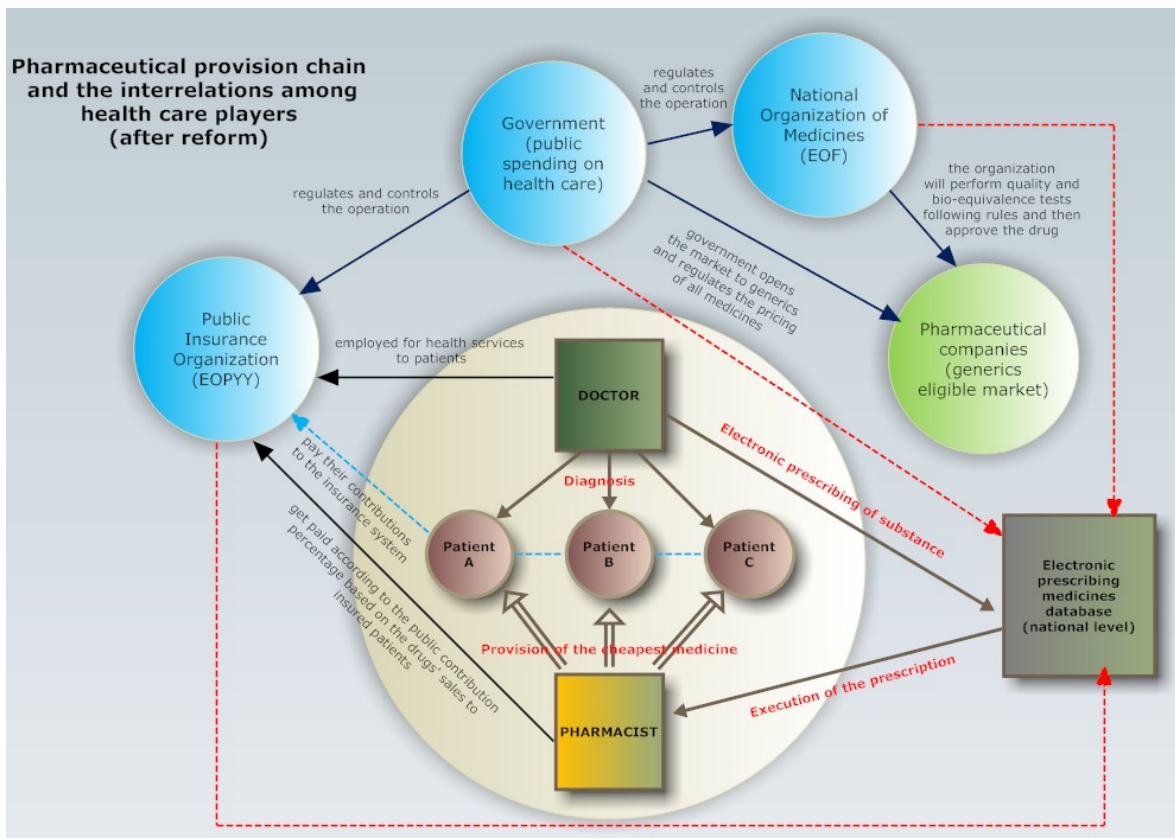 Pharmaceutical provision chain
and the interrelations among
health care players
(after reform)
Government
(public
spending on
health care)
regulates
and controls
the operation
National
Organization of
Medicines
(EOF)
regulates and controls
the operation
the organization
will perform quality and
bio-equivalence tests
following rules and then
approve the drug
government opens
the market to generics
and regulates the pricing
of all medicines
Public
Insurance
Organization
(EOPYY)
Pharmaceutical
companies
(generics
eligible market)
employed for health services
to patients
DOCTOR
Electronic prescribing of substance
Diagnosis
pay their contributions
to the insurance system
Patient
A
Patient
B
Patient
C
get paid according to the public contribution
percentage based on the drugs' sales to
insured patients
Electronic
prescribing
medicines
database
(national level)
Provision of the cheapest medicine
Execution of the prescription
PHARMACIST